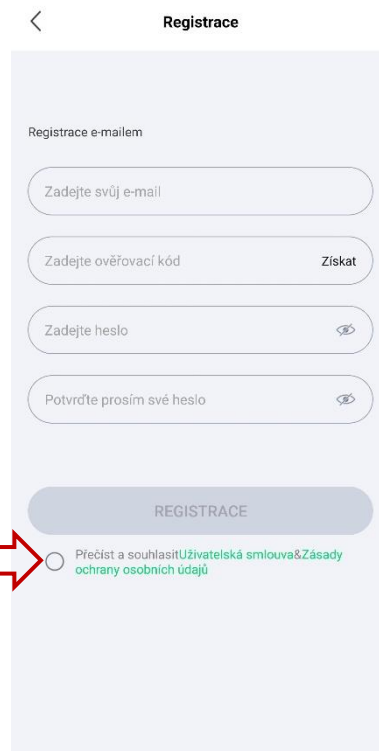 Registrace
Registrace e-mailem
Zadejte svůj e-mail
Zadejte ověřovací kód Získat
Zadejte heslo
Potvrďte prosím své heslo
REGISTRACE
Přečíst a souhlasitUživatelská smlouva&Zásady
ochrany osobních údajů